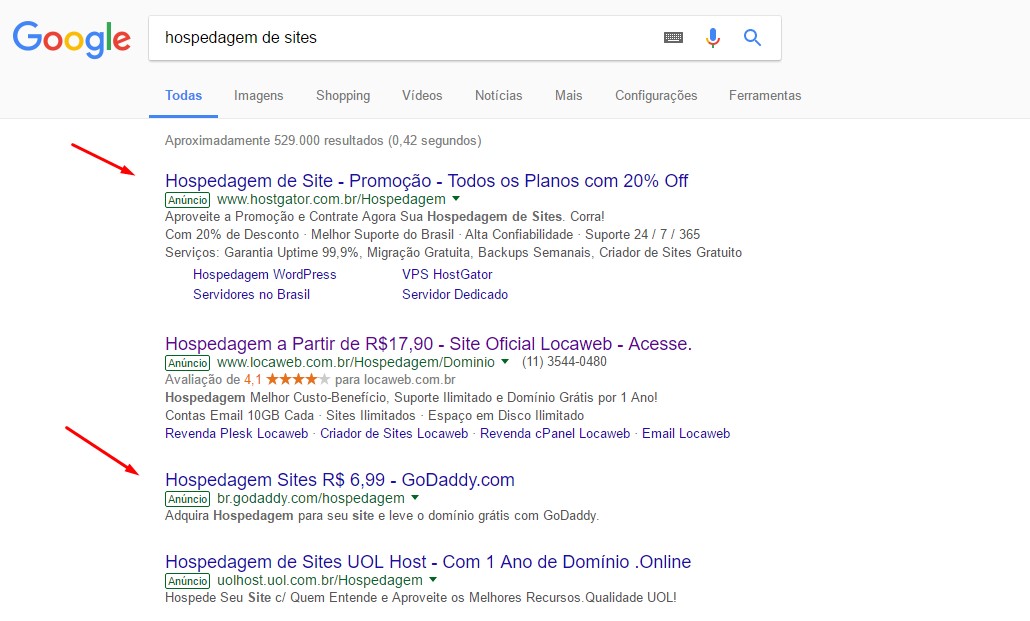 Google
hospedagem de sites
Todas Imagens Shopping Vídeos Notícias Mais Configurações Ferramentas
Aproximadamente 529.000 resultados (0,42 segundos)
Hospedagem de Site - Promoção - Todos os Planos com 20% Off
Anúncio www.hostgator.com.br/Hospedagem
Aproveite a Promoção e Contrate Agora Sua Hospedagem de Sites. Corra!
Com 20% de Desconto · Melhor Suporte do Brasil · Alta Confiabilidade · Suporte 24 / 7 / 365
Serviços: Garantia Uptime 99,9%, Migração Gratuita, Backups Semanais, Criador de Sites Gratuito
Hospedagem WordPress VPS HostGator
Servidores no Brasil Servidor Dedicado
Hospedagem a Partir de R$17,90 - Site Oficial Locaweb - Acesse.
Anúncio www.locaweb.com.br/Hospedagem/Dominio (11) 3544-0480
Avaliação de 4,1 ★★★★★ para locaweb.com.br
Hospedagem Melhor Custo-Benefício, Suporte Ilimitado e Domínio Grátis por 1 Ano!
Contas Email 10GB Cada · Sites Ilimitados · Espaço em Disco Ilimitado
Revenda Plesk Locaweb · Criador de Sites Locaweb · Revenda cPanel Locaweb · Email Locaweb
Hospedagem Sites R$ 6,99 - GoDaddy.com
Anúncio br.godaddy.com/hospedagem
Adquira Hospedagem para seu site e leve o domínio grátis com GoDaddy.
Hospedagem de Sites UOL Host - Com 1 Ano de Domínio .Online
Anúncio uolhost.uol.com.br/Hospedagem
Hospede Seu Site c/ Quem Entende e Aproveite os Melhores Recursos.Qualidade UOL!